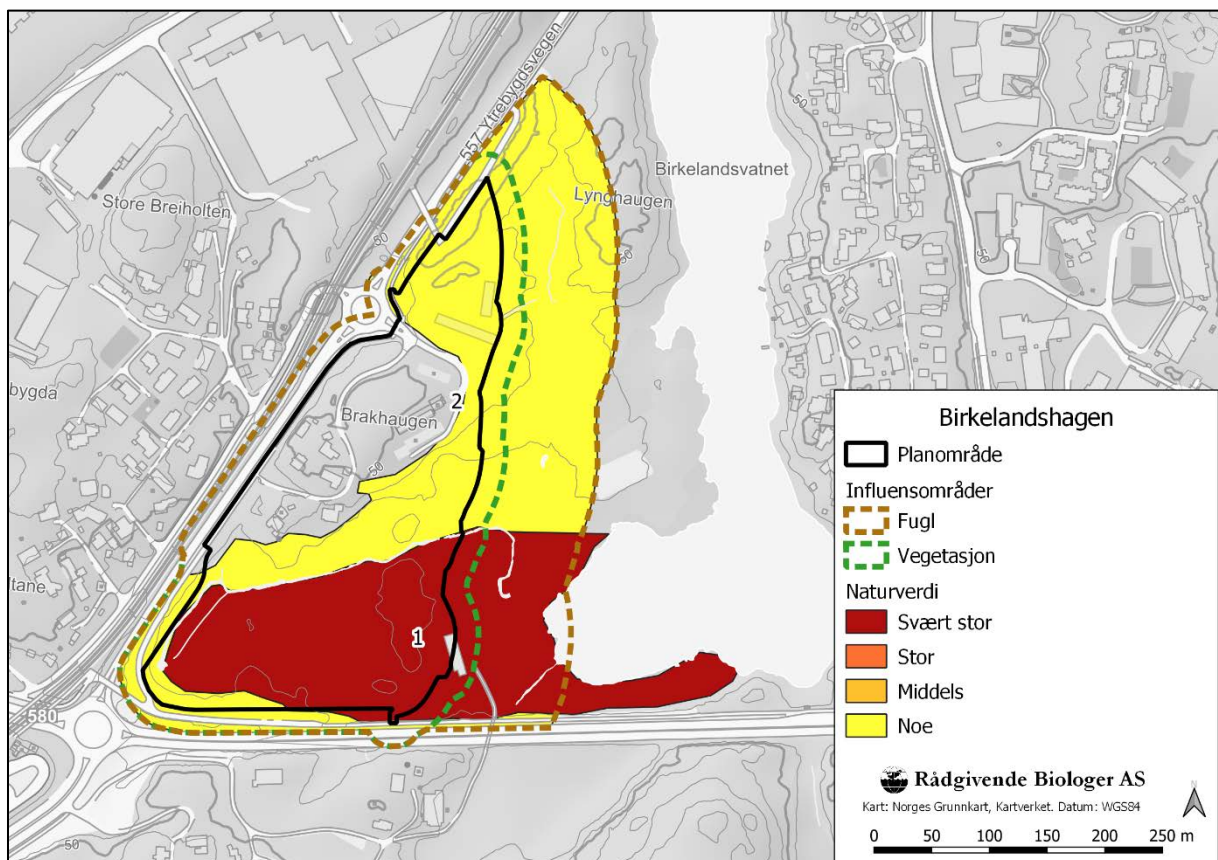 557 Ytrebygdsvegen
50
Birkelandsvatnet
Store Breiholten
Lynghaugen
50
50
bygda
Brakhaugen
2
50
ltane
1
580
50
Birkelandshagen
Planområde
Influensområder
Fugl
Vegetasjon
Naturverdi
Svært stor
Stor
Middels
Noe
Rådgivende Biologer AS
Kart: Norges Grunnkart, Kartverket. Datum: WGS84
N
0 50 100 150 200 250 m